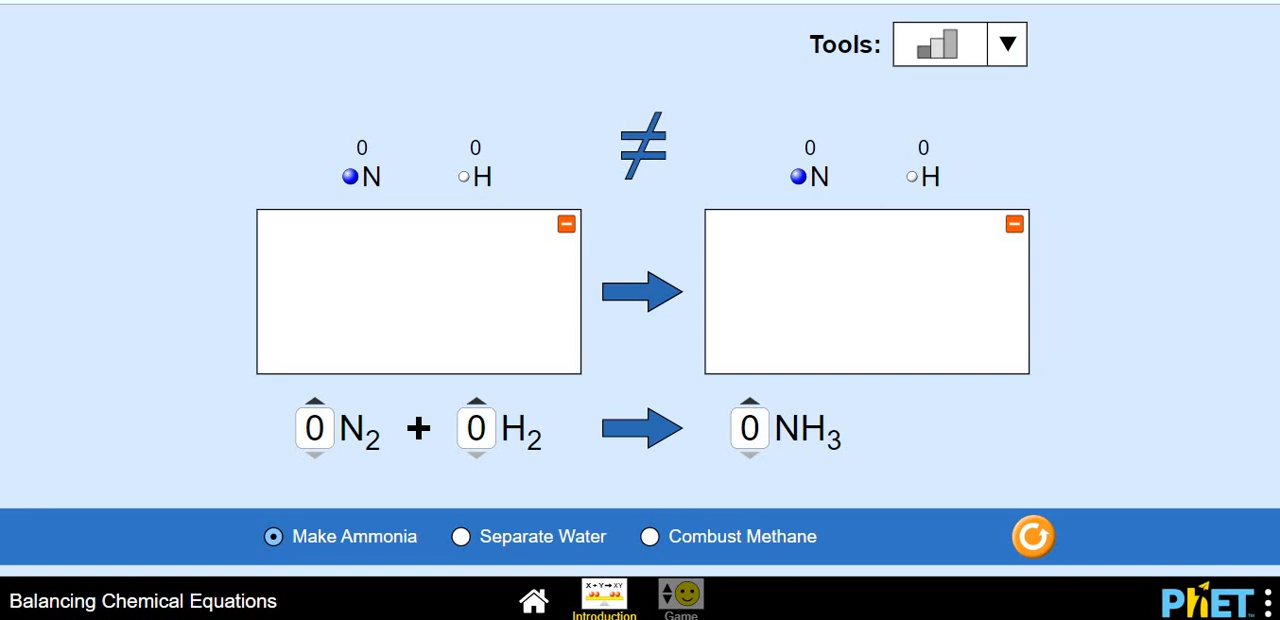 Tools:
0 0 ≠ 0 0
N H N H
0 N₂ + 0 H₂ 0 NH₃
Make Ammonia Separate Water Combust Methane
X + Y → XY
Balancing Chemical Equations Introduction Game PhET